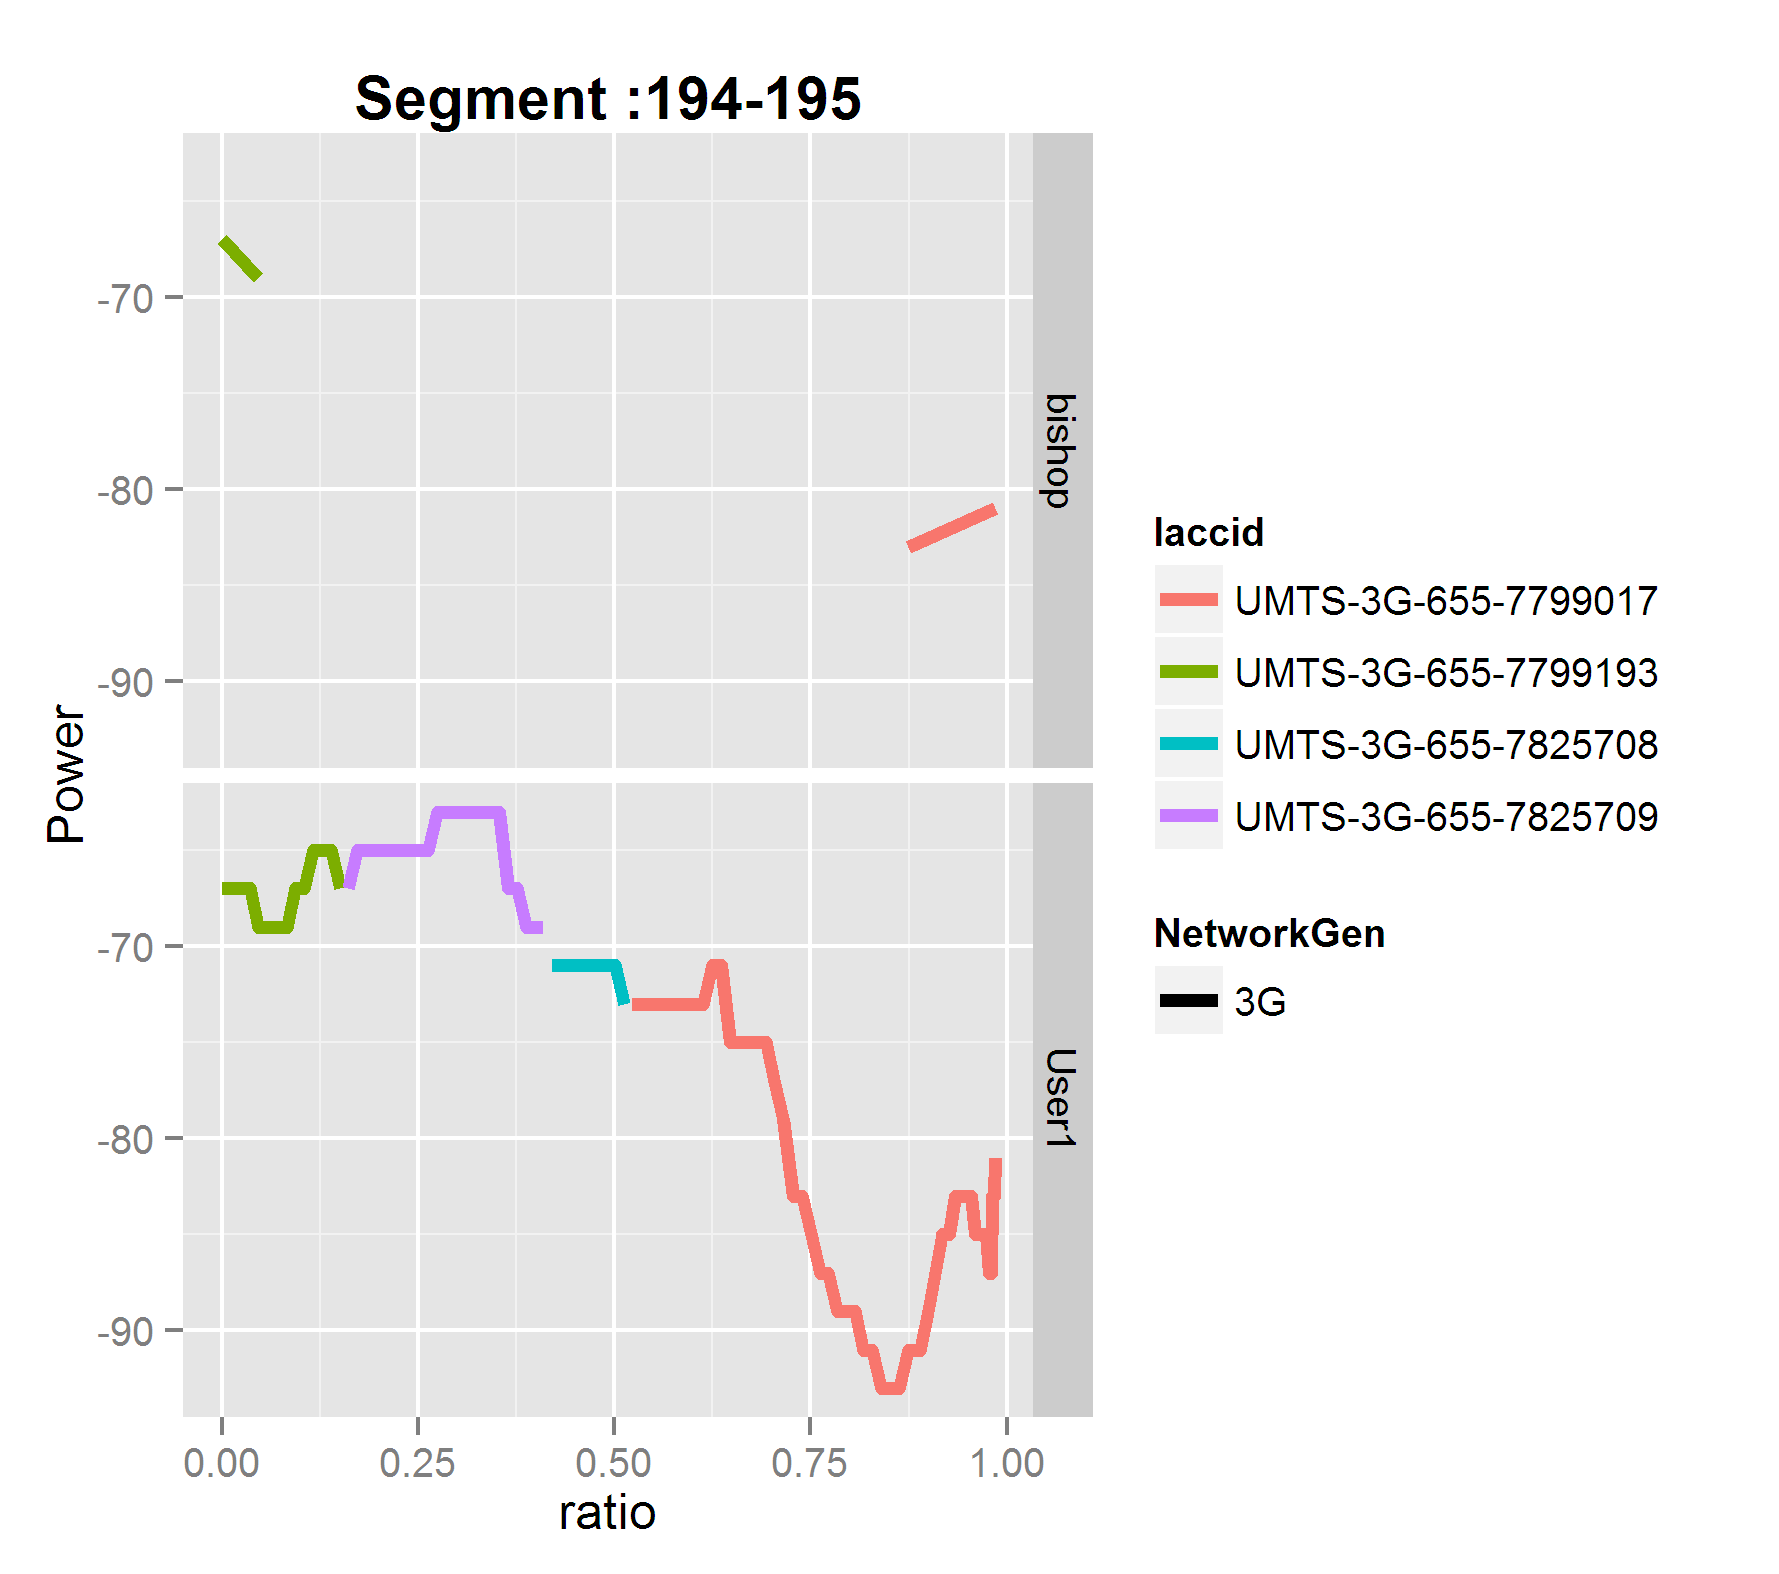 Segment :194-195
Power
-70
-80
-90
bishop
-70
-80
-90
User1
0.00 0.25 0.50 0.75 1.00
ratio
laccid
UMTS-3G-655-7799017
UMTS-3G-655-7799193
UMTS-3G-655-7825708
UMTS-3G-655-7825709
NetworkGen
3G